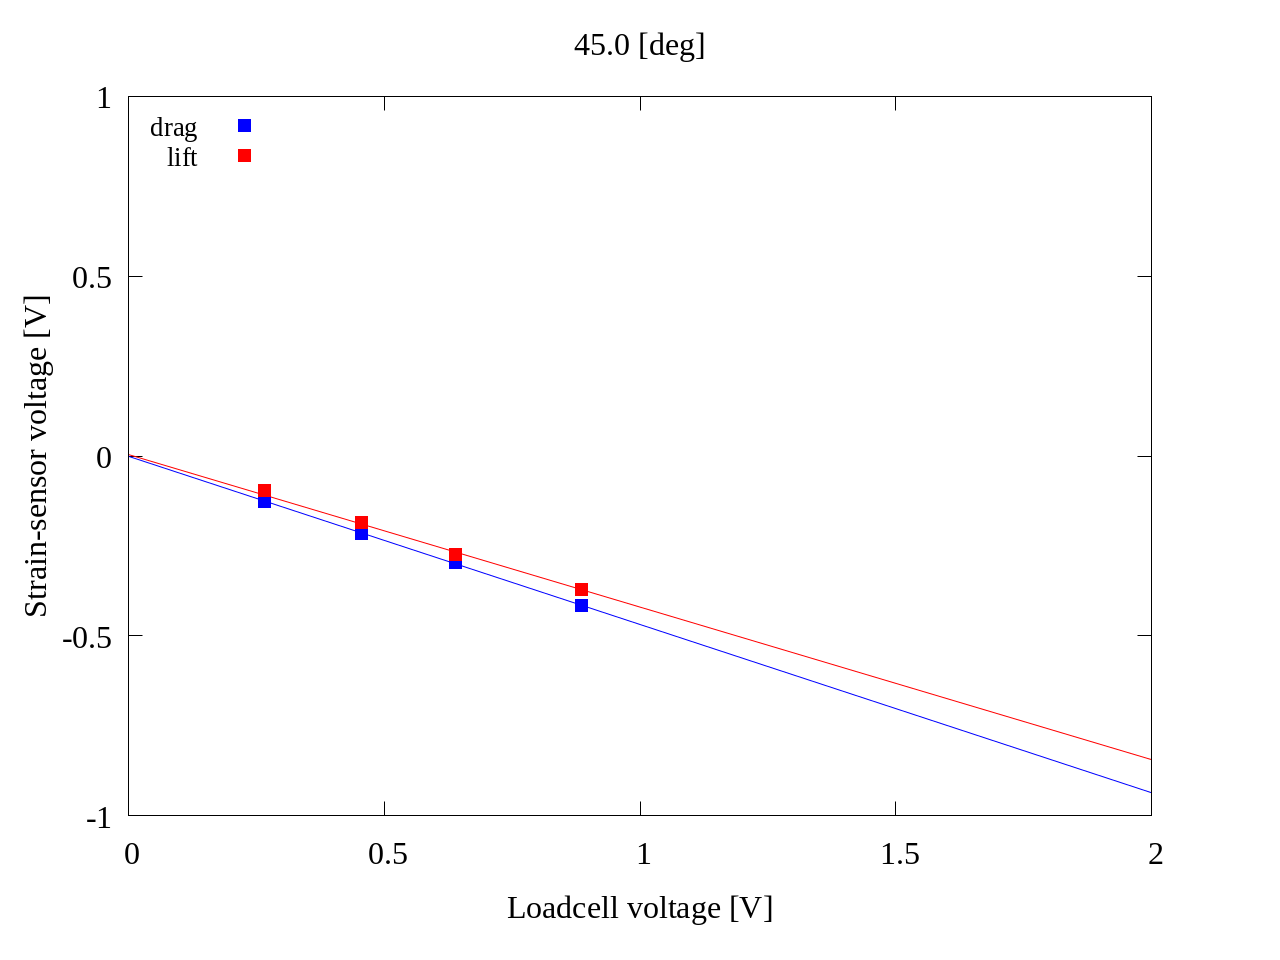 45.0 [deg]
drag
lift
1
0.5
0
-0.5
-1
Strain-sensor voltage [V]
0 0.5 1 1.5 2
Loadcell voltage [V]